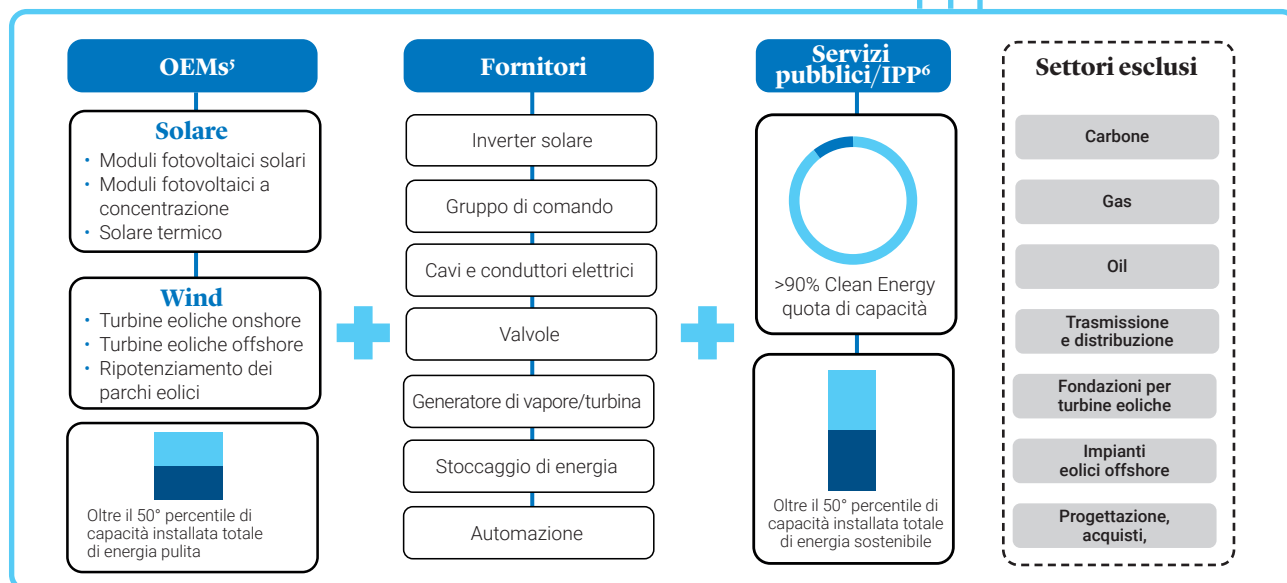 OEMs⁵
Solare
• Moduli fotovoltaici solari
• Moduli fotovoltaici a
concentrazione
• Solare termico
Wind
• Turbine eoliche onshore
• Turbine eoliche offshore
• Ripotenziamento dei
parchi eolici
Oltre il 50° percentile di
capacità installata totale
di energia pulita
Fornitori
Inverter solare
Gruppo di comando
Cavi e conduttori elettrici
Valvole
Generatore di vapore/turbina
Stoccaggio di energia
Automazione
Servizi
pubblici/IPP⁶
>90% Clean Energy
quota di capacità
Oltre il 50° percentile di
capacità installata totale
di energia sostenibile
Settori esclusi
Carbone
Gas
Oil
Trasmissione
e distribuzione
Fondazioni per
turbine eoliche
Impianti
eolici offshore
Progettazione,
acquisti,